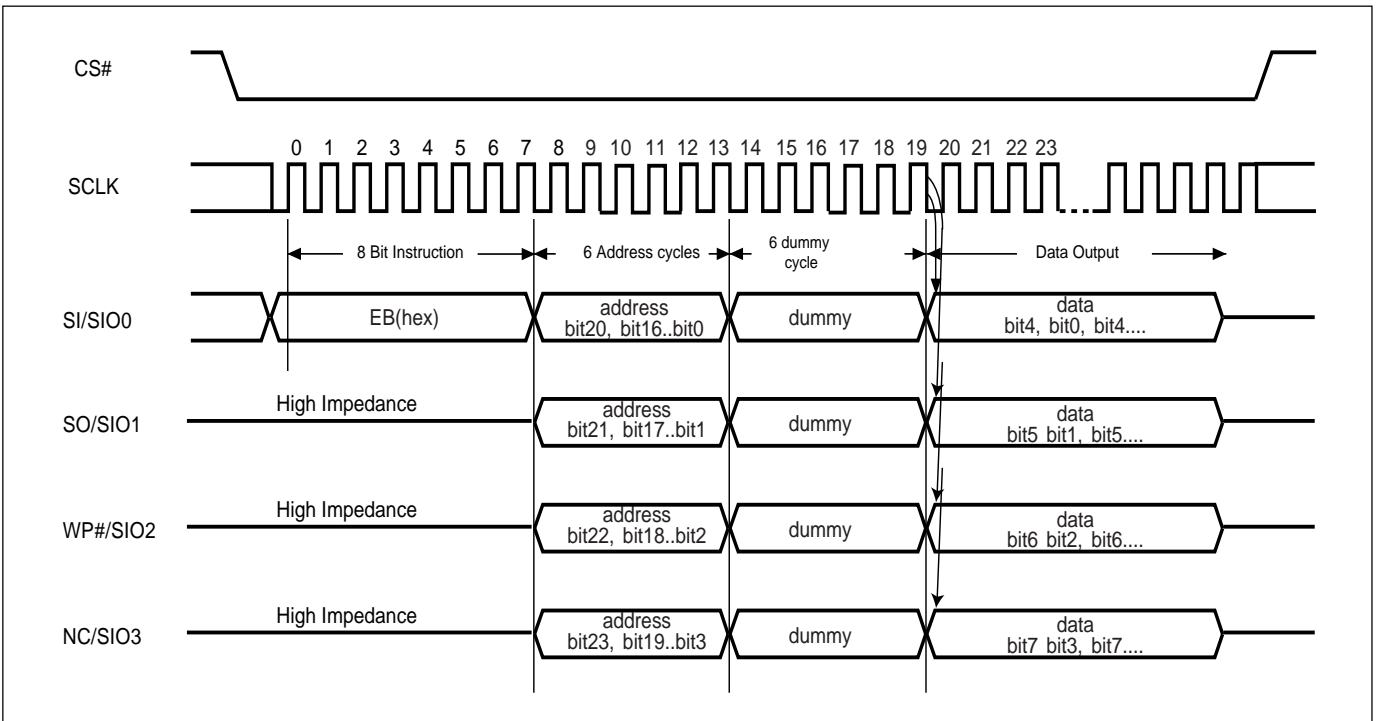 CS#
0 1 2 3 4 5 6 7 8 9 10 11 12 13 14 15 16 17 18 19 20 21 22 23
SCLK
8 Bit Instruction
6 Address cycles
6 dummy
cycle
Data Output
SI/SIO0
EB(hex)
address
bit20, bit16..bit0
dummy
data
bit4, bit0, bit4....
SO/SIO1
High Impedance
address
bit21, bit17..bit1
dummy
data
bit5 bit1, bit5....
WP#/SIO2
High Impedance
address
bit22, bit18..bit2
dummy
data
bit6 bit2, bit6....
NC/SIO3
High Impedance
address
bit23, bit19..bit3
dummy
data
bit7 bit3, bit7....